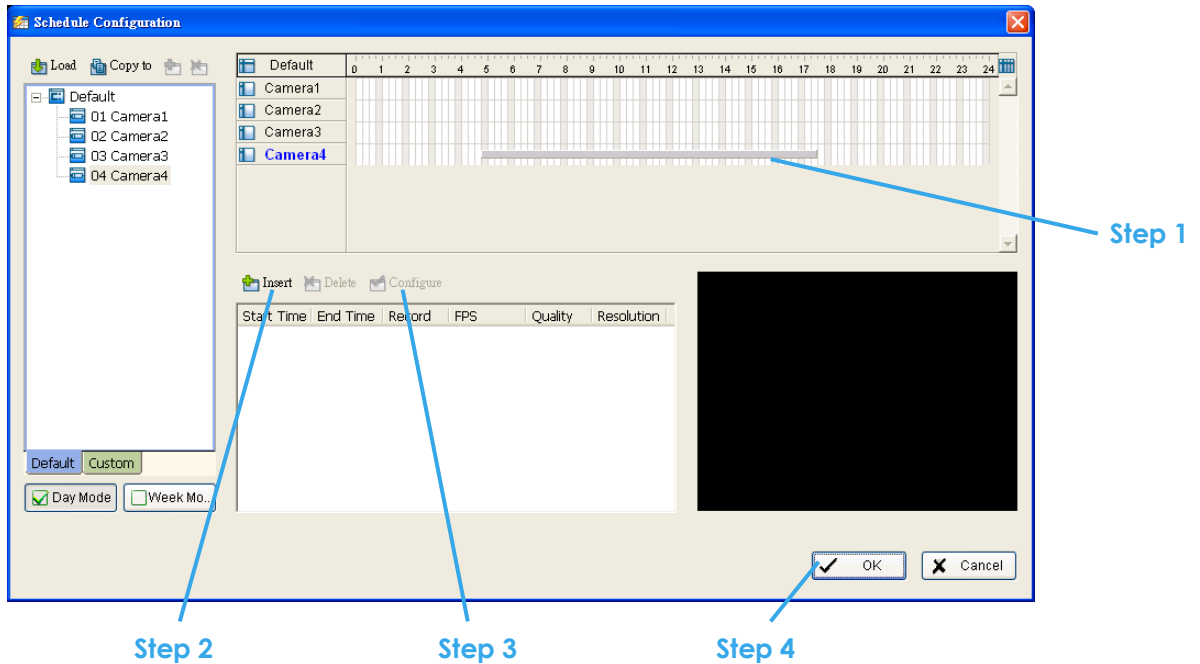 Schedule Configuration
Load Copy to
Default
01 Camera1
02 Camera2
03 Camera3
04 Camera4
Default Custom
Day Mode Week Mo..
Default 0 1 2 3 4 5 6 7 8 9 10 11 12 13 14 15 16 17 18 19 20 21 22 23 24
Camera1
Camera2
Camera3
Camera4
Step 1
Insert Delete Configure
Start Time End Time Record FPS Quality Resolution
OK Cancel
Step 2 Step 3 Step 4